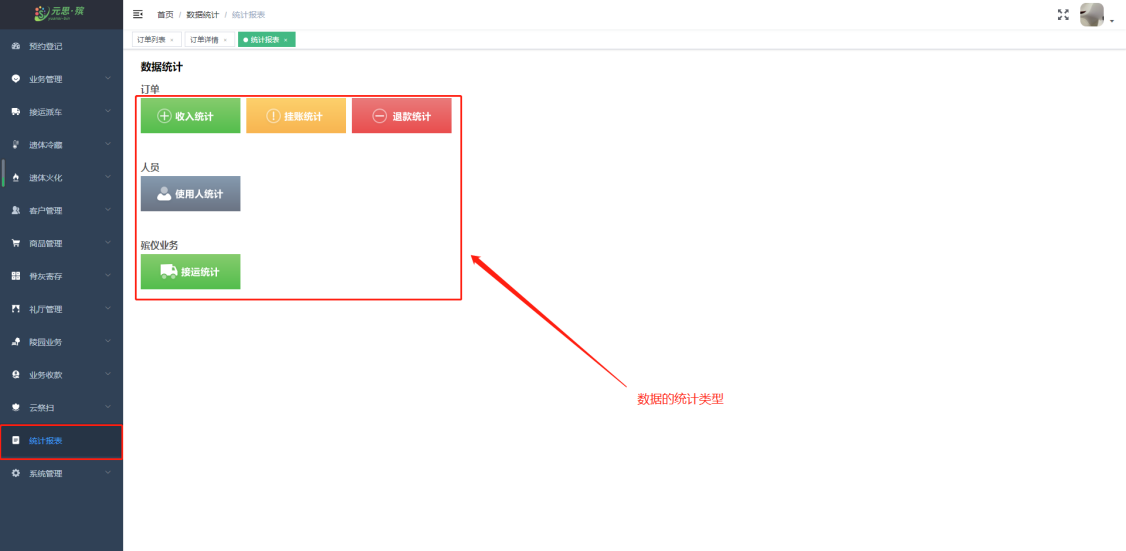 元思·殡
首页 / 数据统计 / 统计报表
订单列表 ×
订单详情 ×
● 统计报表 ×
预约登记
业务管理
接运派车
遗体冷藏
遗体火化
客户管理
商品管理
骨灰寄存
礼厅管理
陵园业务
业务收款
云祭扫
统计报表
系统管理
数据统计
订单
收入统计
挂账统计
退款统计
人员
使用人统计
殡仪业务
接运统计
数据的统计类型